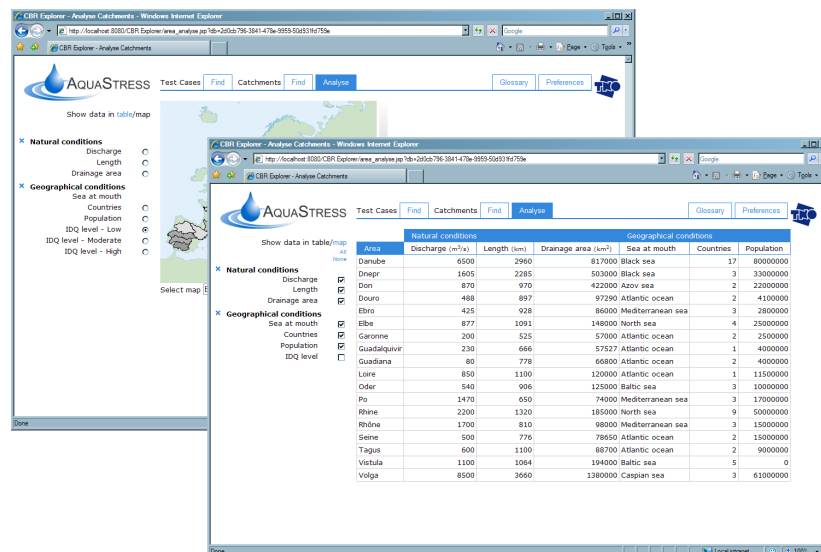 CBR Explorer - Analyse Catchments - Windows Internet Explorer
http://localhost:8080/CBR.Explorer/area_analyse.jsp?db=2d0cb796-3841-478e-9959-50d931fd759e
Google
CBR Explorer - Analyse Catchments
Page Tools
AQUASTRESS Test Cases Find Catchments Find Analyse Glossary Preferences
Show data in table/map
Natural conditions
Discharge
Length
Drainage area
Geographical conditions
Sea at mouth
Countries
Population
IDQ level - Low
IDQ level - Moderate
IDQ level - High
Select map
Done
CBR Explorer - Analyse Catchments - Windows Internet Explorer
http://localhost:8080/CBR.Explorer/area_analyse.jsp?db=2d0cb796-3841-478e-9959-50d931fd759e
Google
CBR Explorer - Analyse Catchments
Page Tools
AQUASTRESS Test Cases Find Catchments Find Analyse Glossary Preferences
Show data in table/map
All
None
Natural conditions
Discharge
Length
Drainage area
Geographical conditions
Sea at mouth
Countries
Population
IDQ level
Natural conditions Geographical conditions
Area Discharge (m³/s) Length (km) Drainage area (km²) Sea at mouth Countries Population
Danube 6500 2960 817000 Black sea 17 80000000
Dnepr 1605 2285 503000 Black sea 3 33000000
Don 870 970 422000 Azov sea 2 22000000
Douro 488 897 97290 Atlantic ocean 2 4100000
Ebro 425 928 86000 Mediterranean sea 3 2800000
Elbe 877 1091 148000 North sea 4 25000000
Garonne 200 525 57000 Atlantic ocean 2 2500000
Guadalquivir 230 666 57527 Atlantic ocean 1 4000000
Guadiana 80 778 66800 Atlantic ocean 2 4000000
Loire 850 1100 120000 Atlantic ocean 1 11500000
Oder 540 906 125000 Baltic sea 3 10000000
Po 1470 650 74000 Mediterranean sea 3 17000000
Rhine 2200 1320 185000 North sea 9 50000000
Rhône 1700 810 98000 Mediterranean sea 3 15000000
Seine 500 776 78650 Atlantic ocean 2 15000000
Tagus 600 1100 88700 Atlantic ocean 2 9000000
Vistula 1100 1064 194000 Baltic sea 5 0
Volga 8500 3660 1380000 Caspian sea 3 61000000
Done Local intranet 100%